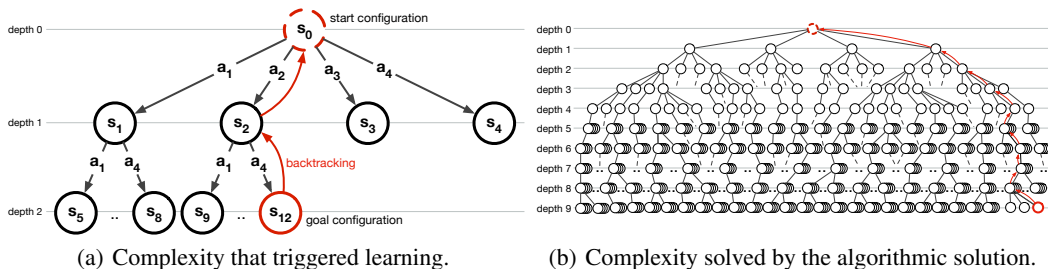 start configuration
depth 0
s0
a1
a2
a3
a4
depth 1
s1
s2
s3
s4
a1
a4
a1
a4
backtracking
depth 2
s5
..
s8
s9
..
s12
goal configuration
(a) Complexity that triggered learning.
depth 0
depth 1
depth 2
depth 3
depth 4
depth 5
depth 6
depth 7
depth 8
depth 9
(b) Complexity solved by the algorithmic solution.